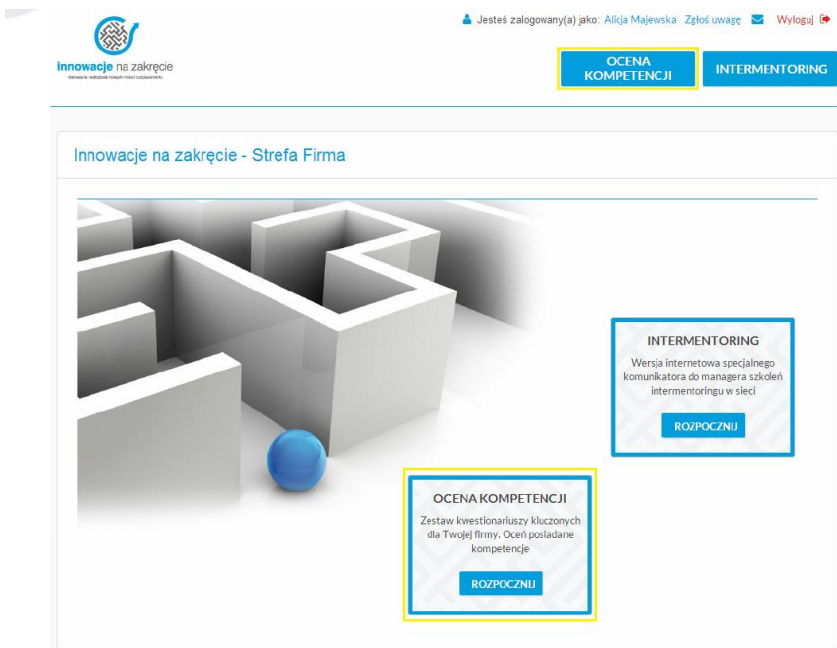 Jesteś zalogowany(a) jako: Alicja Majewska Zgłoś uwagę Wyloguj
innowacje na zakręcie
OCENA
KOMPETENCJI
INTERMENTORING
Innowacje na zakręcie - Strefa Firma
INTERMENTORING
Wersja internetowa specjalnego
komunikatora do managera szkoleń
intermentoringu w sieci
ROZPOCZNIJ
OCENA KOMPETENCJI
Zestaw kwestionariuszy kluczonych
dla Twojej firmy. Oceń posiadane
kompetencje
ROZPOCZNIJ